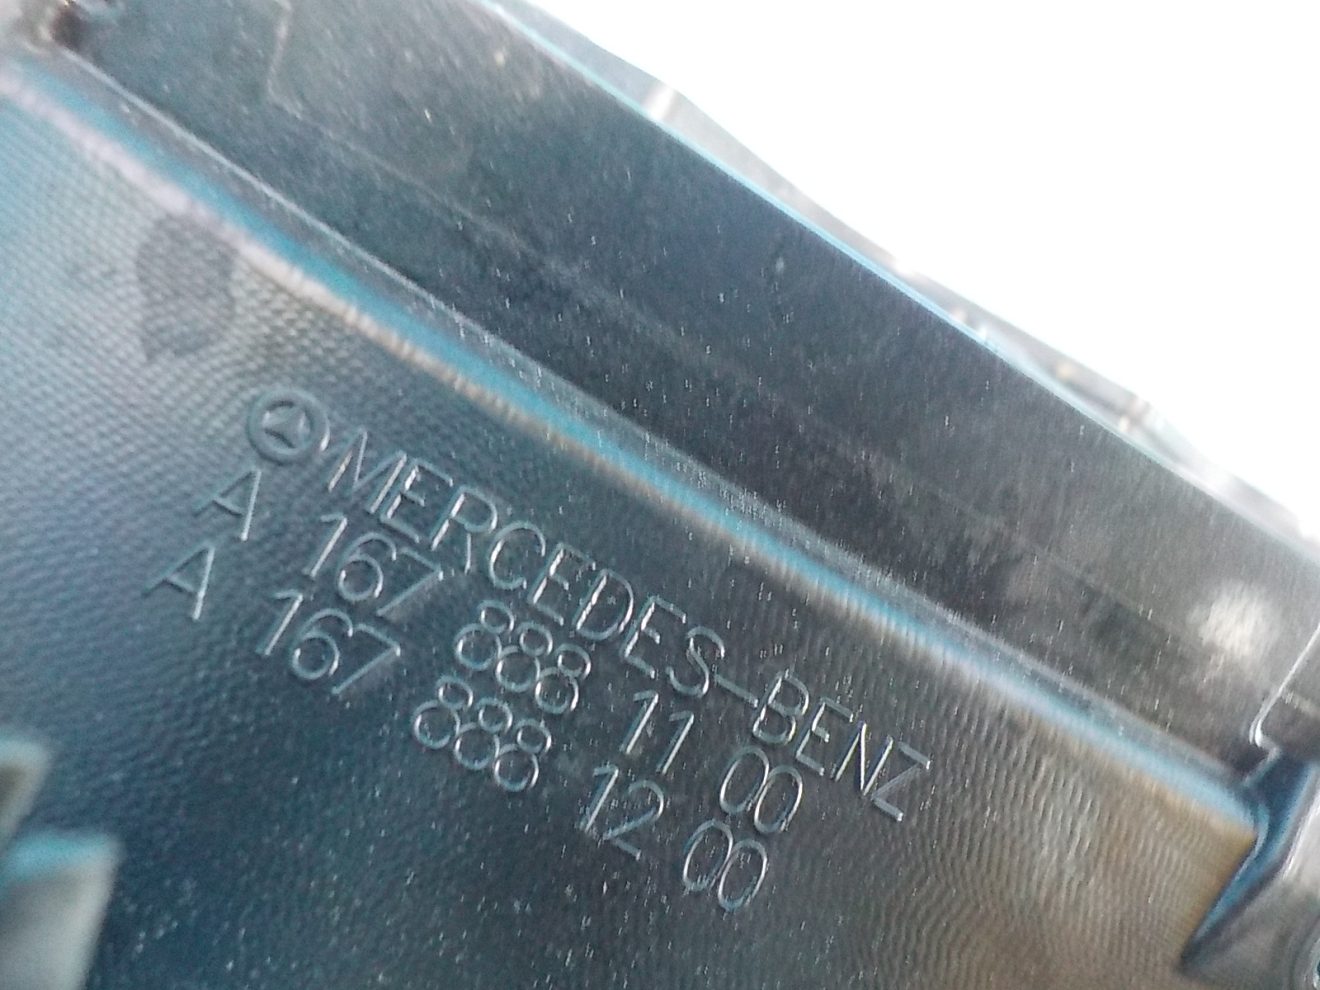 MERCEDES-BENZ
A 167 888 11 00
A 167 888 12 00